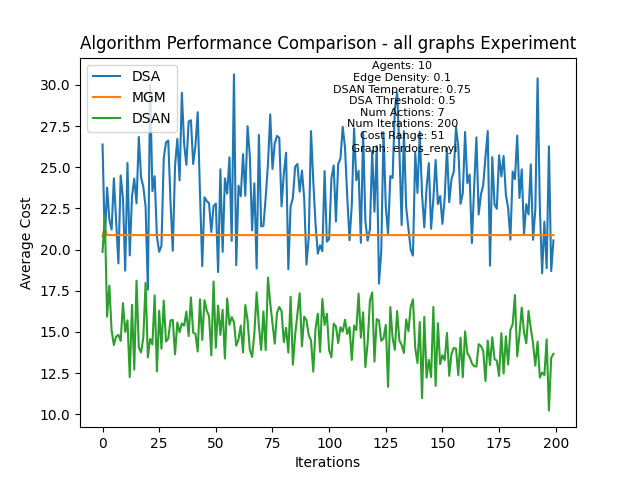 Algorithm Performance Comparison - all graphs Experiment
DSA
MGM
DSAN
Agents: 10
Edge Density: 0.1
DSAN Temperature: 0.75
DSA Threshold: 0.5
Num Actions: 7
Num Iterations: 200
Cost Range: 51
Graph: erdos_renyi
Average Cost
30.0
27.5
25.0
22.5
20.0
17.5
15.0
12.5
10.0
0 25 50 75 100 125 150 175 200
Iterations